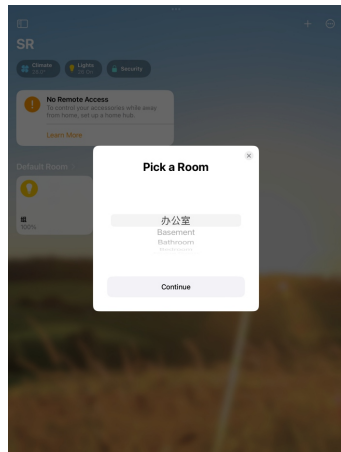 SR
Climate
Lights
Security
No Remote Access
To control your accessories while away
from home, set up a home hub.
Learn More
Default Room
100%
Pick a Room
办公室
Basement
Bathroom
Continue